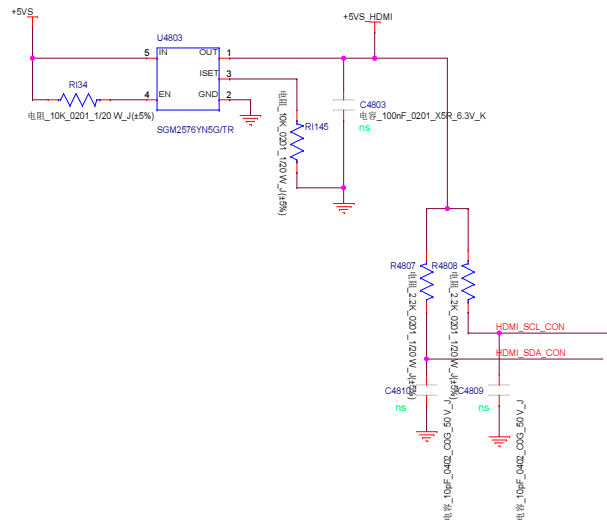 +5VS
+5VS_HDMI
U4803
5 IN OUT 1
ISET 3
4 EN GND 2
RI34
电阻_10K_0201_1/20 W_J(±5%)
SGM2576YN5G/TR
电阻_10K_0201_1/20 W_J(±5%)
RI145
C4803
电容_100nF_0201_X5R_6.3V_K
ns
R4807
电阻_2.2K_0201_1/20 W_J(±5%)
R4808
电阻_2.2K_0201_1/20 W_J(±5%)
HDMI_SCL_CON
HDMI_SDA_CON
C4810
ns
电容_10pF_0402_C0G_50 V_J
C4809
ns
电容_10pF_0402_C0G_50 V_J